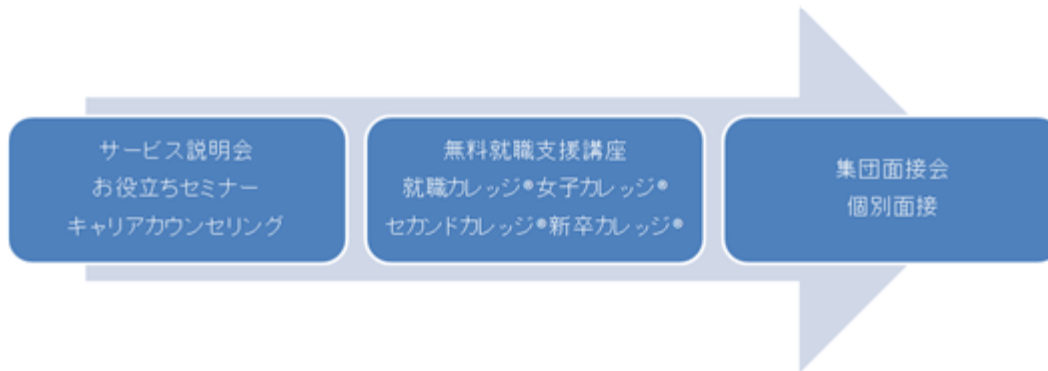 サービス説明会
お役立ちセミナー
キャリアカウンセリング
無料就職支援講座
就職カレッジ®女子カレッジ®
セカンドカレッジ®新卒カレッジ®
集団面接会
個別面接